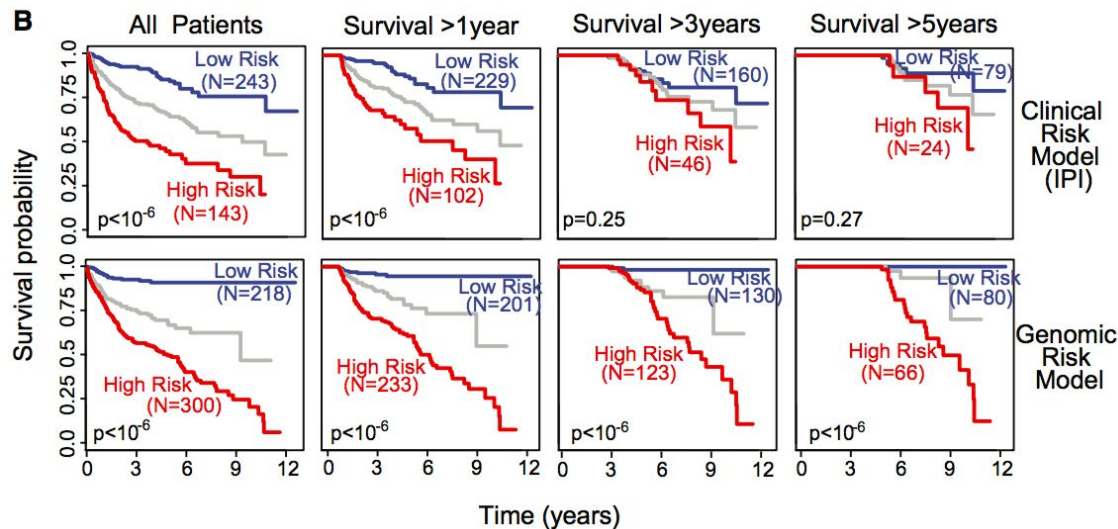 B
All Patients
Survival >1year
Survival >3years
Survival >5years
Survival probability
1.0
0.75
0.5
0.25
0.0
Low Risk
(N=243)
High Risk
(N=143)
p<10-6
Low Risk
(N=229)
High Risk
(N=102)
p<10-6
Low Risk
(N=160)
High Risk
(N=46)
p=0.25
Low Risk
(N=79)
High Risk
(N=24)
p=0.27
Clinical
Risk Model
(IPI)
1.0
0.75
0.5
0.25
0.0
Low Risk
(N=218)
High Risk
(N=300)
p<10-6
Low Risk
(N=201)
High Risk
(N=233)
p<10-6
Low Risk
(N=130)
High Risk
(N=123)
p<10-6
Low Risk
(N=80)
High Risk
(N=66)
p<10-6
Genomic
Risk
Model
0 3 6 9 12
0 3 6 9 12
0 3 6 9 12
0 3 6 9 12
Time (years)